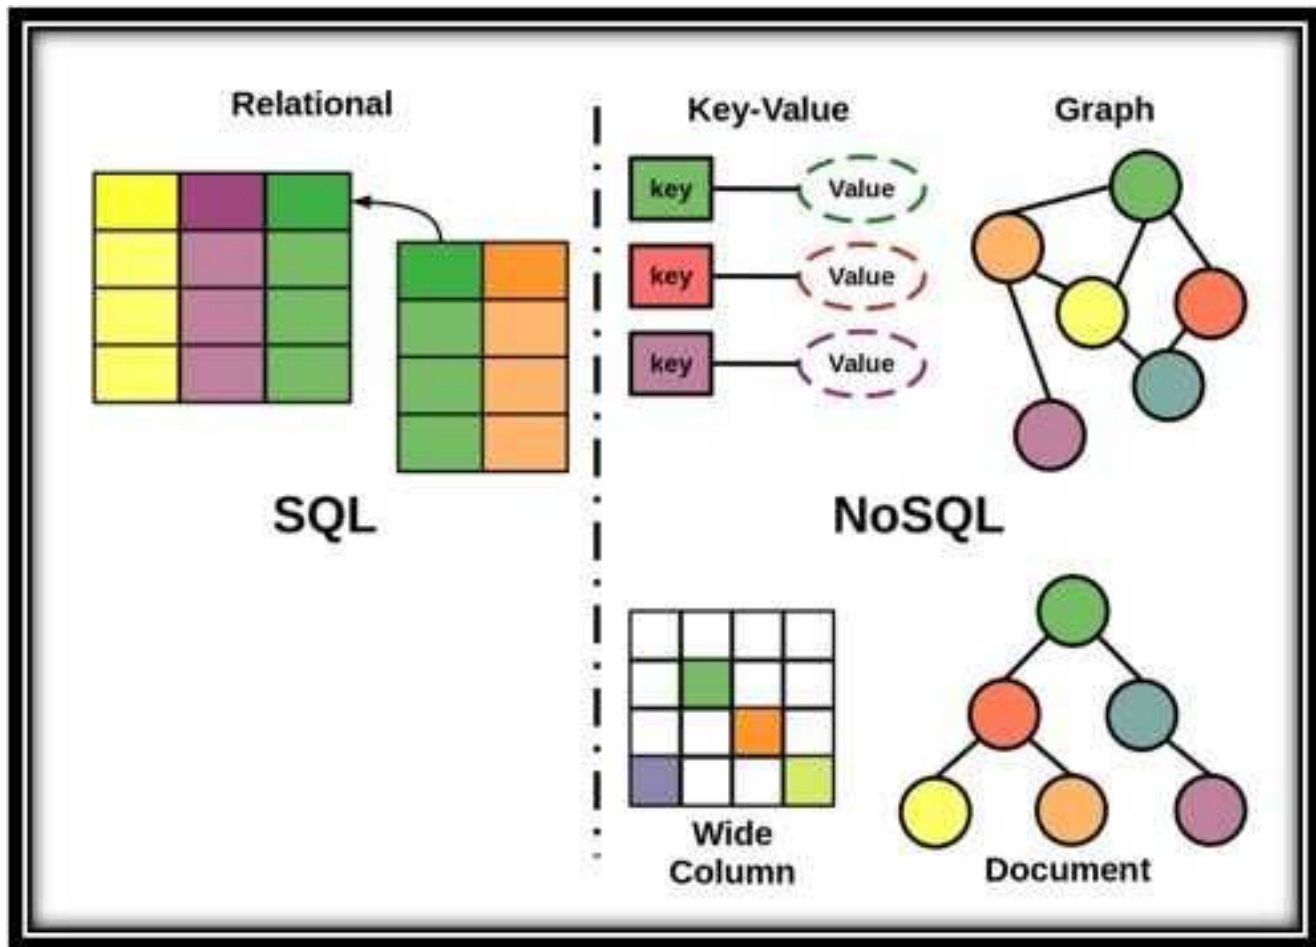 Relational
SQL
Key-Value
key Value
key Value
key Value
Graph
NoSQL
Wide
Column
Document